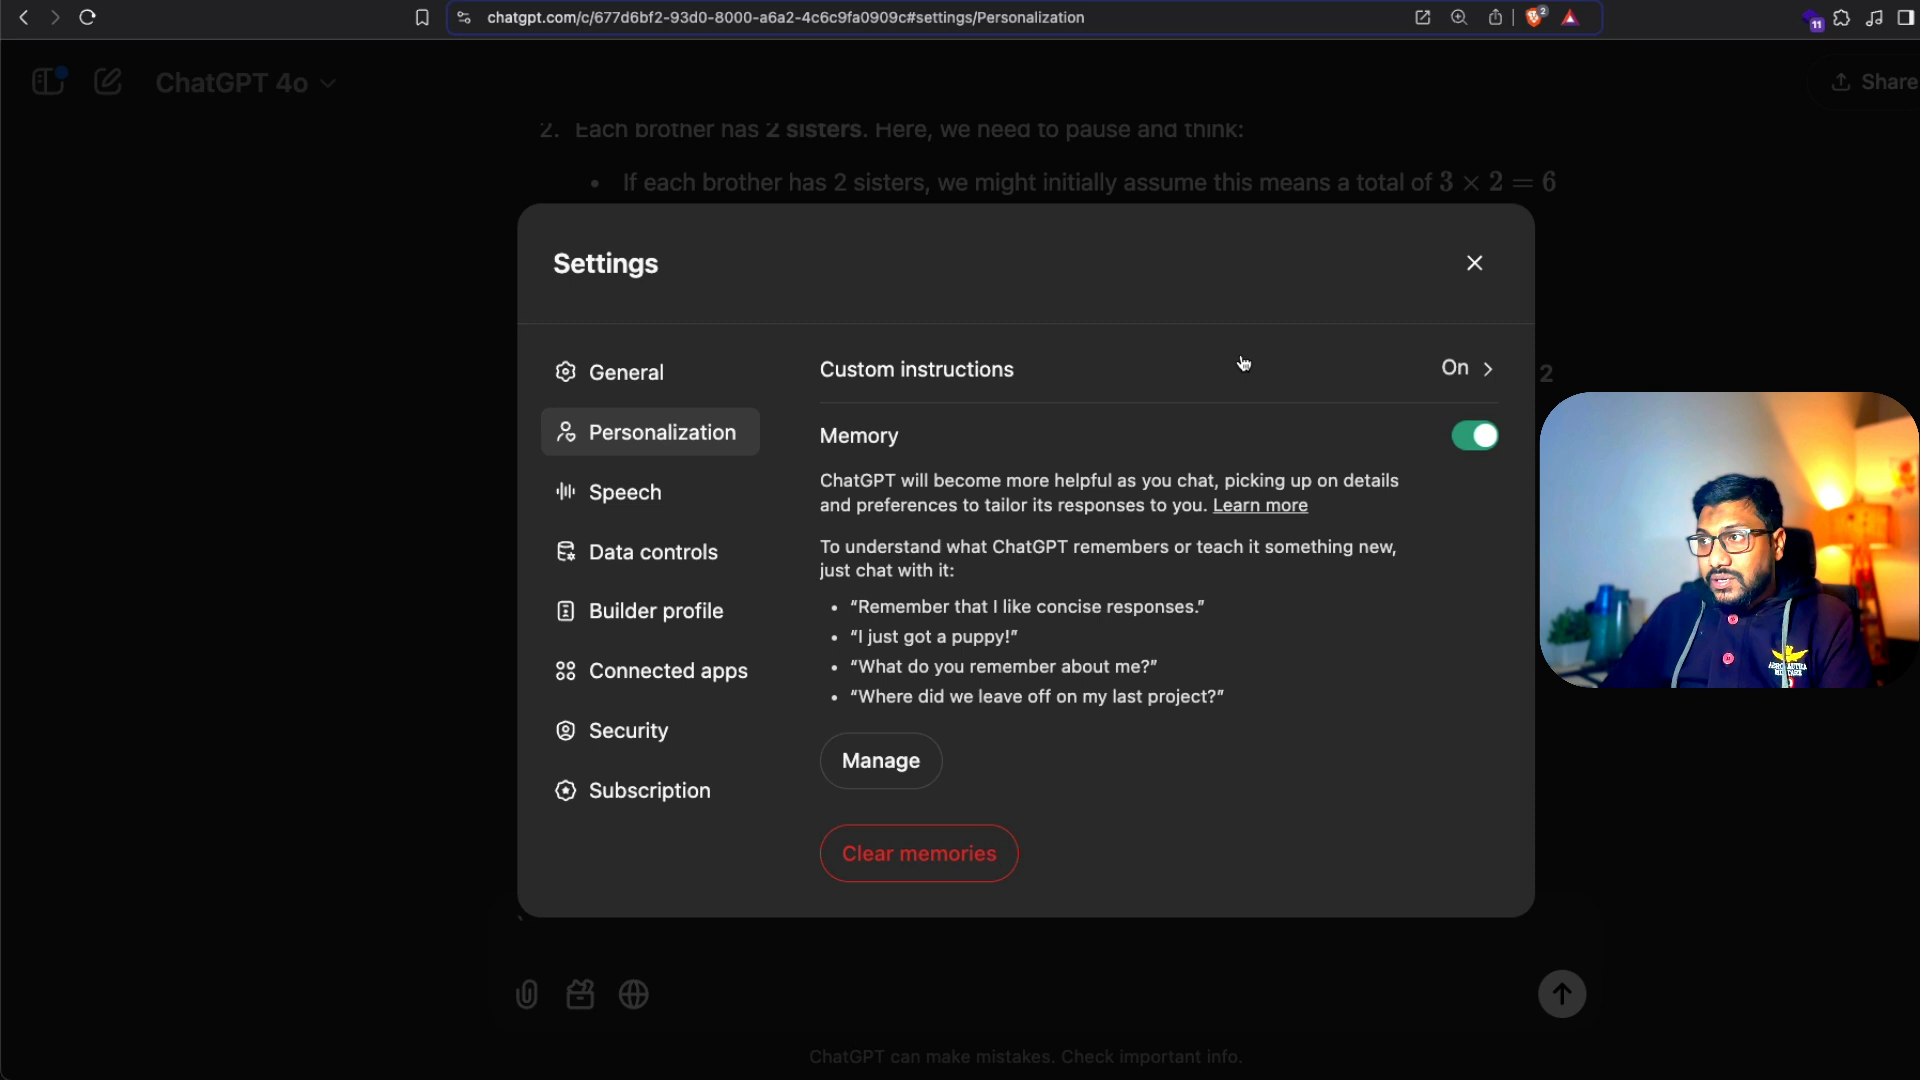 chatgpt.com/c/677d6bf2-93d0-8000-a6a2-4c6c9fa0909c#settings/Personalization
2
11
ChatGPT 4o
Share
2. Each brother has 2 sisters. Here, we need to pause and think:
• If each brother has 2 sisters, we might initially assume this means a total of 3 × 2 = 6
Settings
General
Personalization
Speech
Data controls
Builder profile
Connected apps
Security
Subscription
Custom instructions
On
2
Memory
ChatGPT will become more helpful as you chat, picking up on details
and preferences to tailor its responses to you. Learn more
To understand what ChatGPT remembers or teach it something new,
just chat with it:
• “Remember that I like concise responses.”
• “I just got a puppy!”
• “What do you remember about me?”
• “Where did we leave off on my last project?”
Manage
Clear memories
ChatGPT can make mistakes. Check important info.